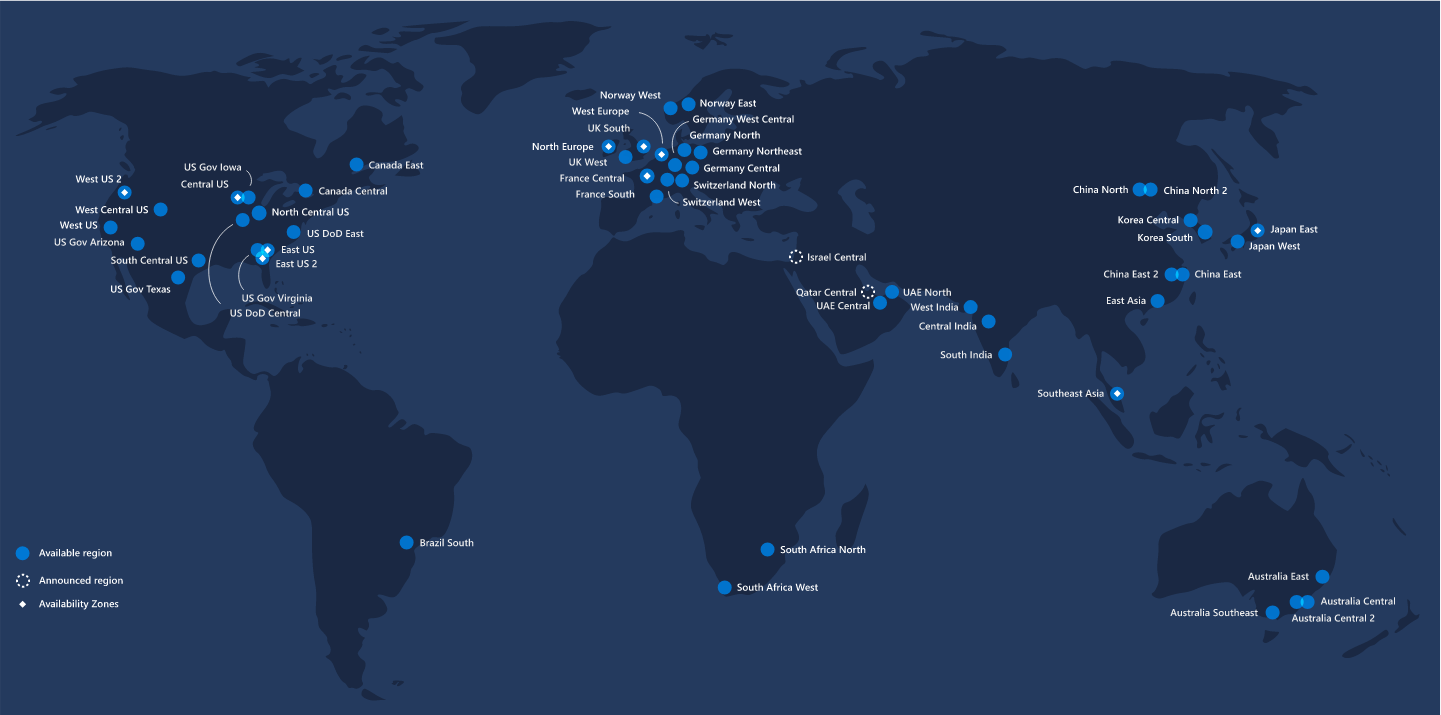 Norway West
Norway East
West Europe
Germany West Central
UK South
Germany North
North Europe
Germany Northeast
UK West
Germany Central
France Central
Switzerland North
France South
Switzerland West
US Gov Iowa
Canada East
West US 2
Central US
Canada Central
West Central US
North Central US
West US
US DoD East
US Gov Arizona
East US
South Central US
East US 2
US Gov Texas
US Gov Virginia
US DoD Central
China North
China North 2
Korea Central
Japan East
Korea South
Japan West
Israel Central
China East 2
China East
Qatar Central
UAE North
UAE Central
West India
East Asia
Central India
South India
Southeast Asia
Brazil South
South Africa North
South Africa West
Australia East
Australia Central
Australia Southeast
Australia Central 2
Available region
Announced region
Availability Zones